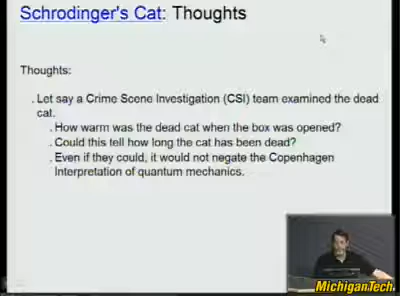 Schrodinger's Cat: Thoughts
Thoughts:
. Let say a Crime Scene Investigation (CSI) team examined the dead
cat.
. How warm was the dead cat when the box was opened?
. Could this tell how long the cat has been dead?
. Even if they could, it would not negate the Copenhagen
Interpretation of quantum mechanics.
MichiganTech